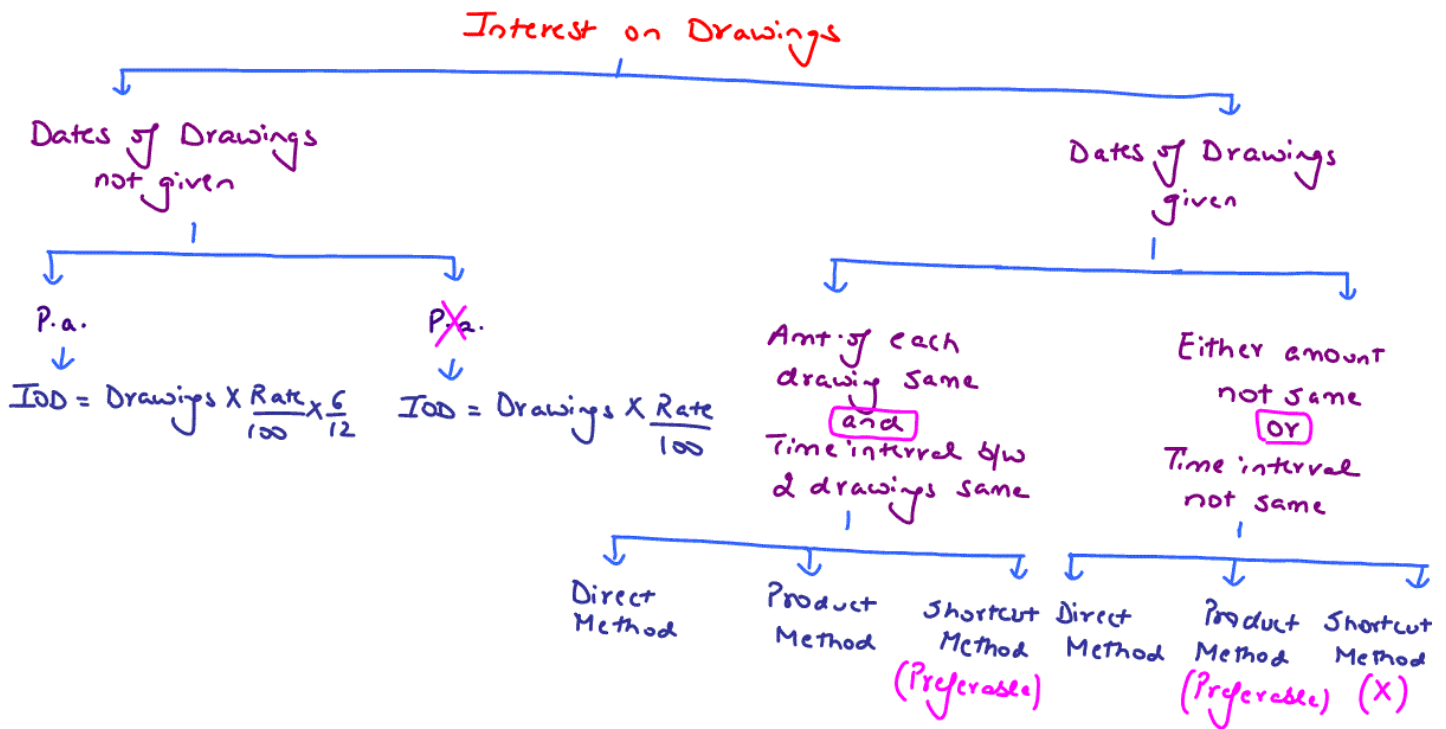 Interest on Drawings
Dates of Drawings
not given
P.a.
IOD = Drawings X Rate/100 x 6/12
P.a.
IOD = Drawings X Rate/100
Dates of Drawings
given
Amt. of each
drawing same
and
Time interval b/w
2 drawings same
Direct
Method
Product
Method
Shortcut
Method
(Preferable)
Either amount
not same
or
Time interval
not same
Direct
Method
Product
Method
(Preferable)
Shortcut
Method
(X)